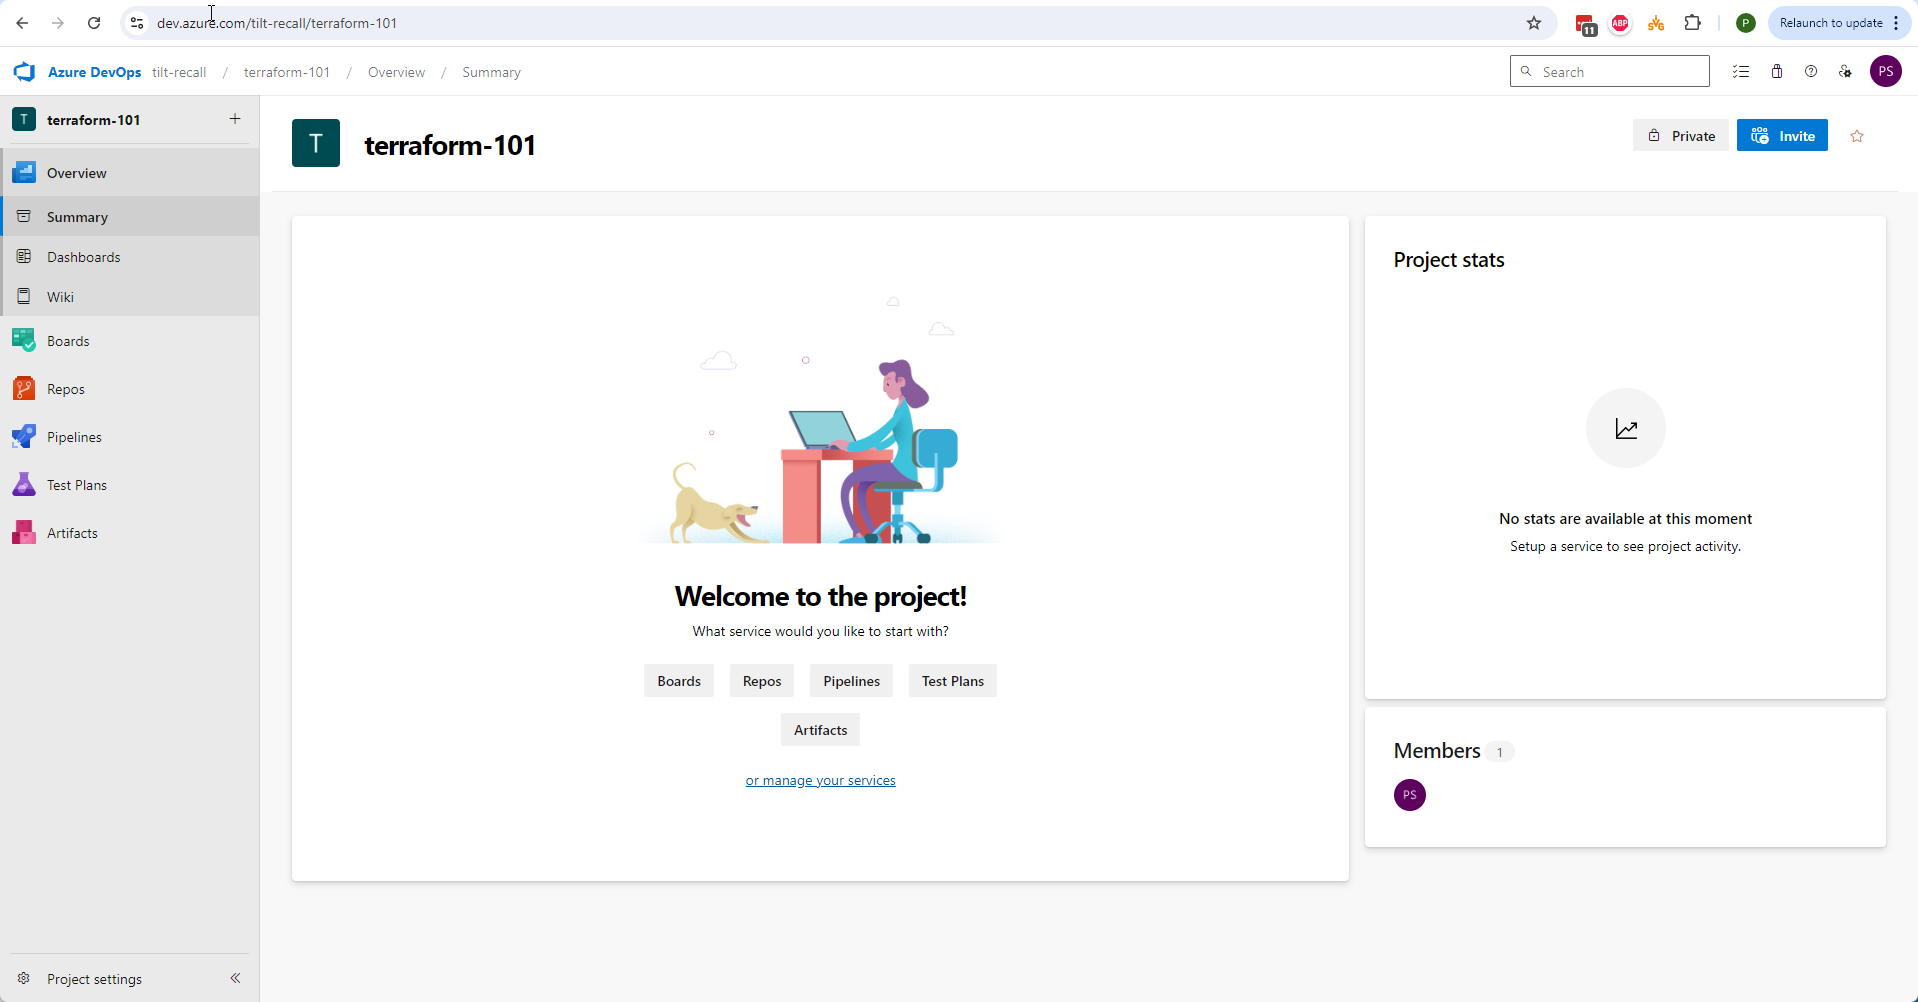 dev.azure.com/tilt-recall/terraform-101
11
ABP
P
Relaunch to update
Azure DevOps tilt-recall / terraform-101 / Overview / Summary
Search
PS
T terraform-101 +
Overview
Summary
Dashboards
Wiki
Boards
Repos
Pipelines
Test Plans
Artifacts
Project settings
T terraform-101
Private
Invite
Welcome to the project!
What service would you like to start with?
Boards Repos Pipelines Test Plans
Artifacts
or manage your services
Project stats
No stats are available at this moment
Setup a service to see project activity.
Members 1
PS